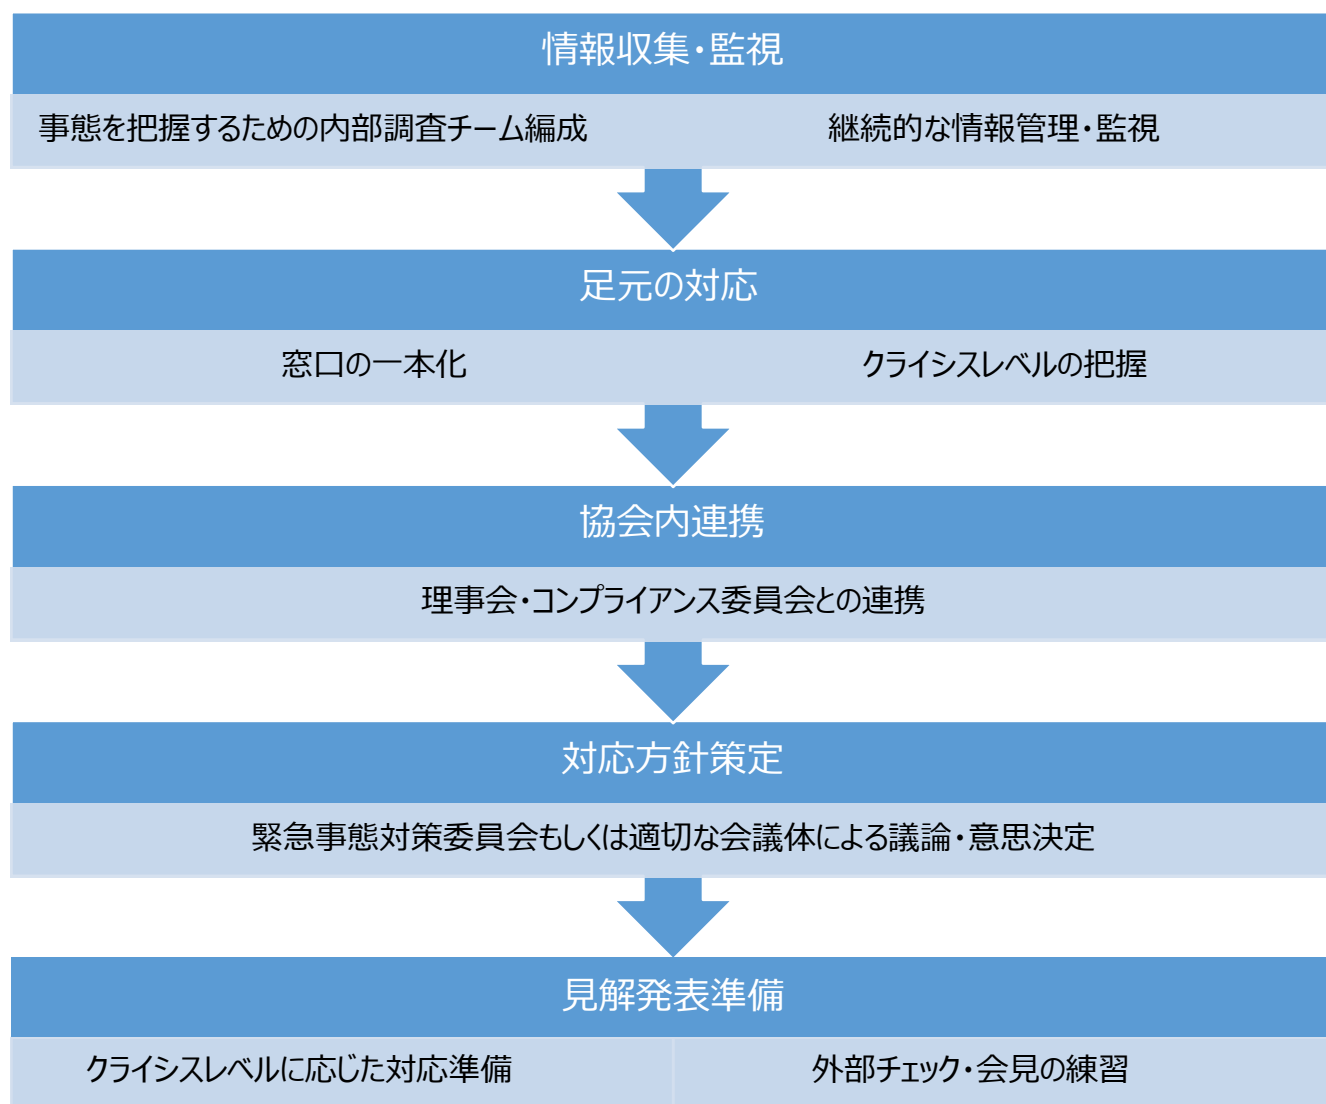 情報収集・監視
事態を把握するための内部調査チーム編成
継続的な情報管理・監視
足元の対応
窓口の一本化
クライシスレベルの把握
協会内連携
理事会・コンプライアンス委員会との連携
対応方針策定
緊急事態対策委員会もしくは適切な会議体による議論・意思決定
見解発表準備
クライシスレベルに応じた対応準備
外部チェック・会見の練習